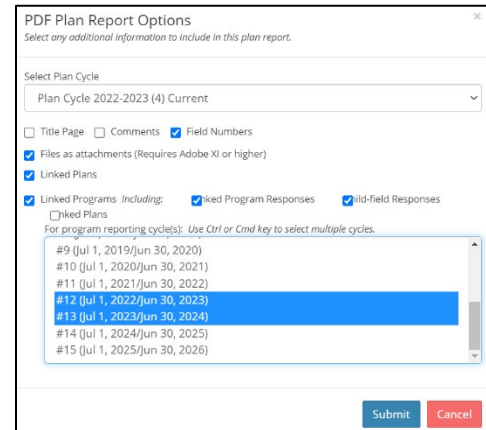 PDF Plan Report Options ×
Select any additional information to include in this plan report.
Select Plan Cycle
Plan Cycle 2022-2023 (4) Current
Title Page Comments Field Numbers
Files as attachments (Requires Adobe XI or higher)
Linked Plans
Linked Programs Including: nked Program Responses hild-field Responses
nked Plans
For program reporting cycle(s): Use Ctrl or Cmd key to select multiple cycles.
#9 (Jul 1, 2019/Jun 30, 2020)
#10 (Jul 1, 2020/Jun 30, 2021)
#11 (Jul 1, 2021/Jun 30, 2022)
#12 (Jul 1, 2022/Jun 30, 2023)
#13 (Jul 1, 2023/Jun 30, 2024)
#14 (Jul 1, 2024/Jun 30, 2025)
#15 (Jul 1, 2025/Jun 30, 2026)
Submit Cancel